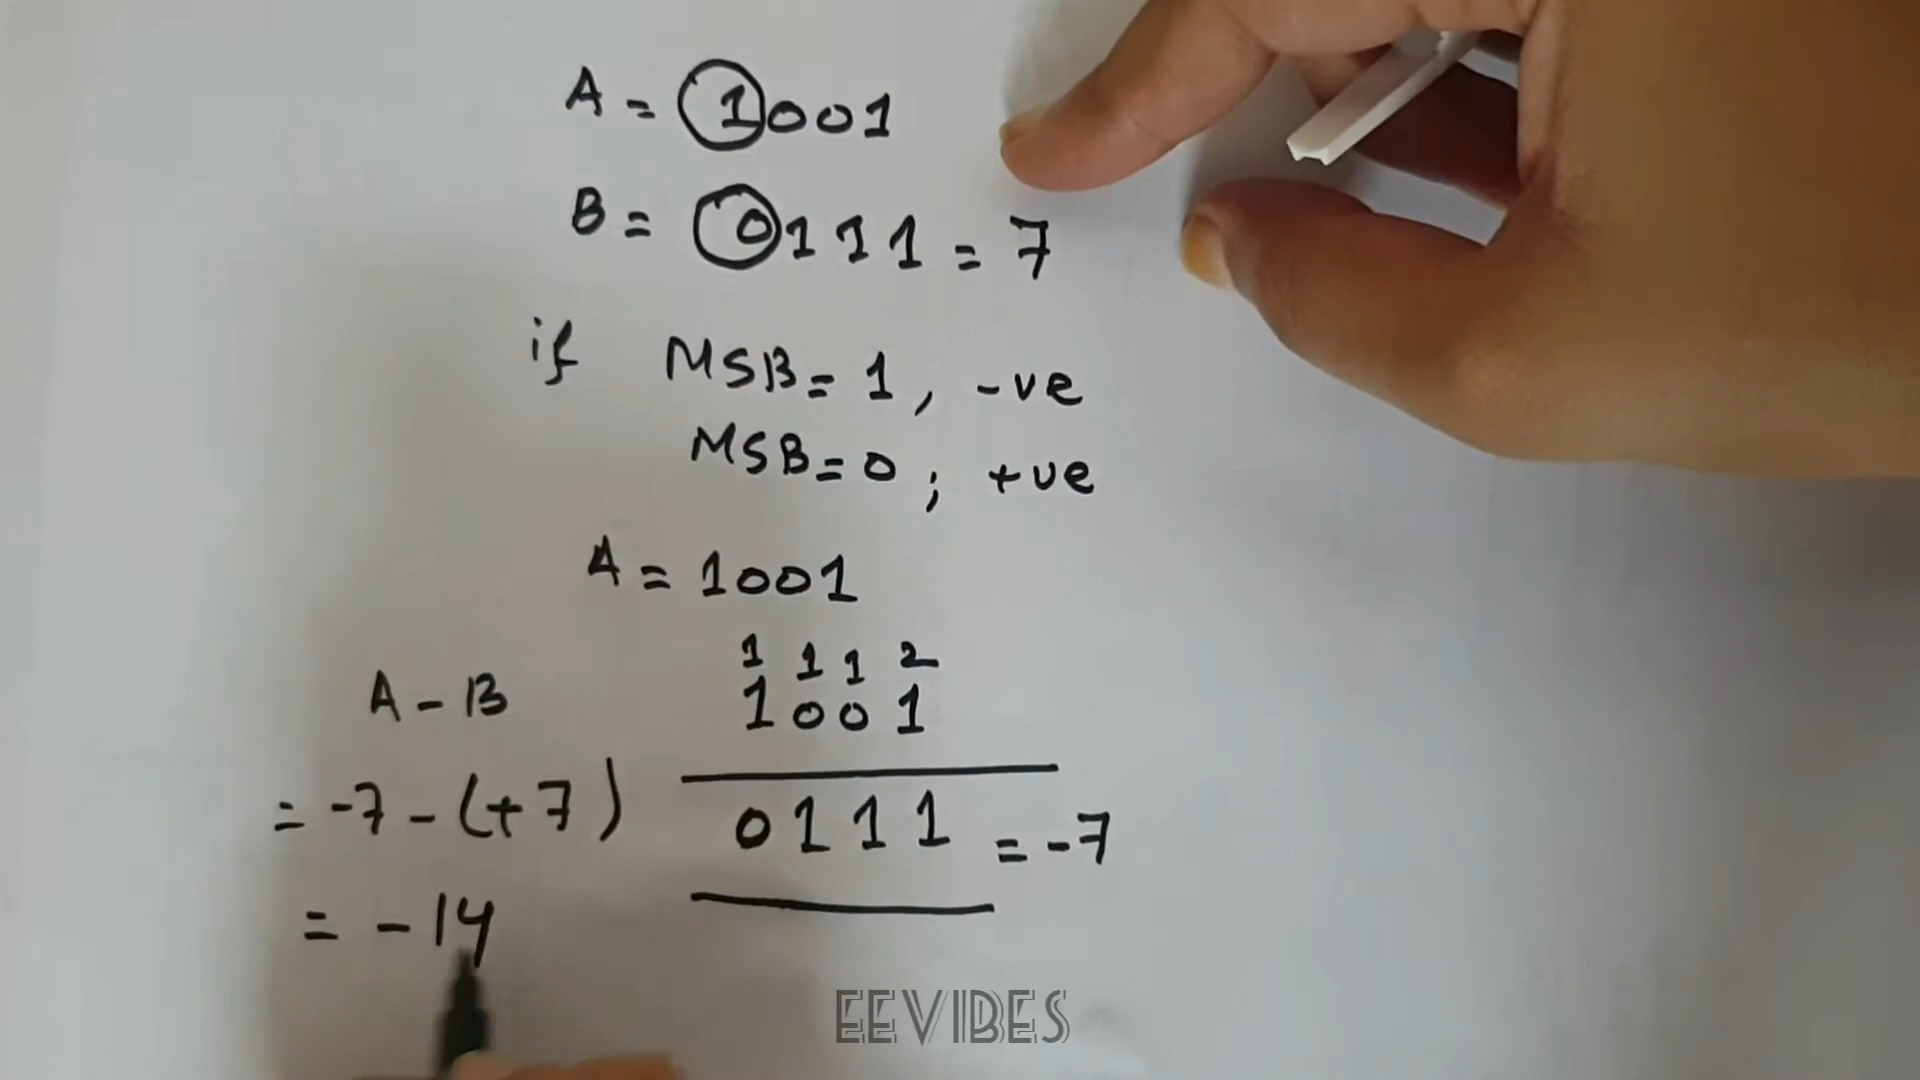 A = 1001
B = 0111 = 7
if MSB = 1, -ve
MSB = 0; +ve
A = 1001
1 1 1 2
A - B 1001
= -7 - (+7) 0111 = -7
= -14
EEVIBES